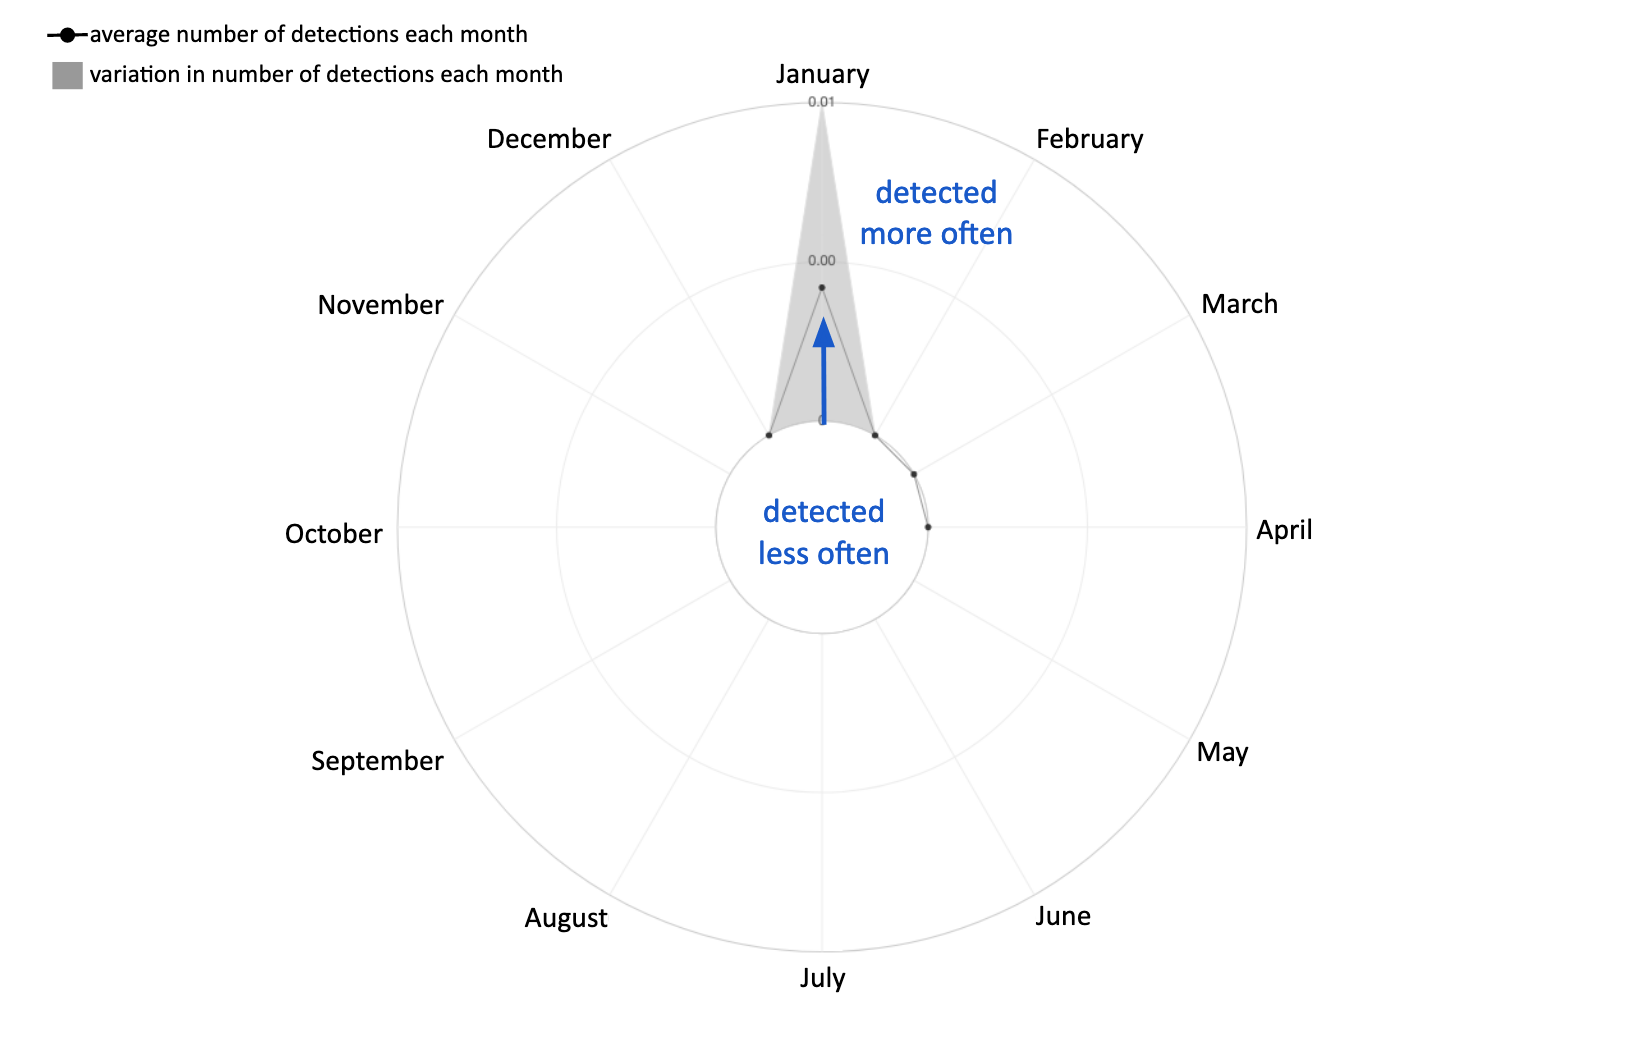 average number of detections each month
variation in number of detections each month
January
0.01
December
February
detected
more often
0.00
November
March
0
detected
less often
October
April
September
May
August
June
July